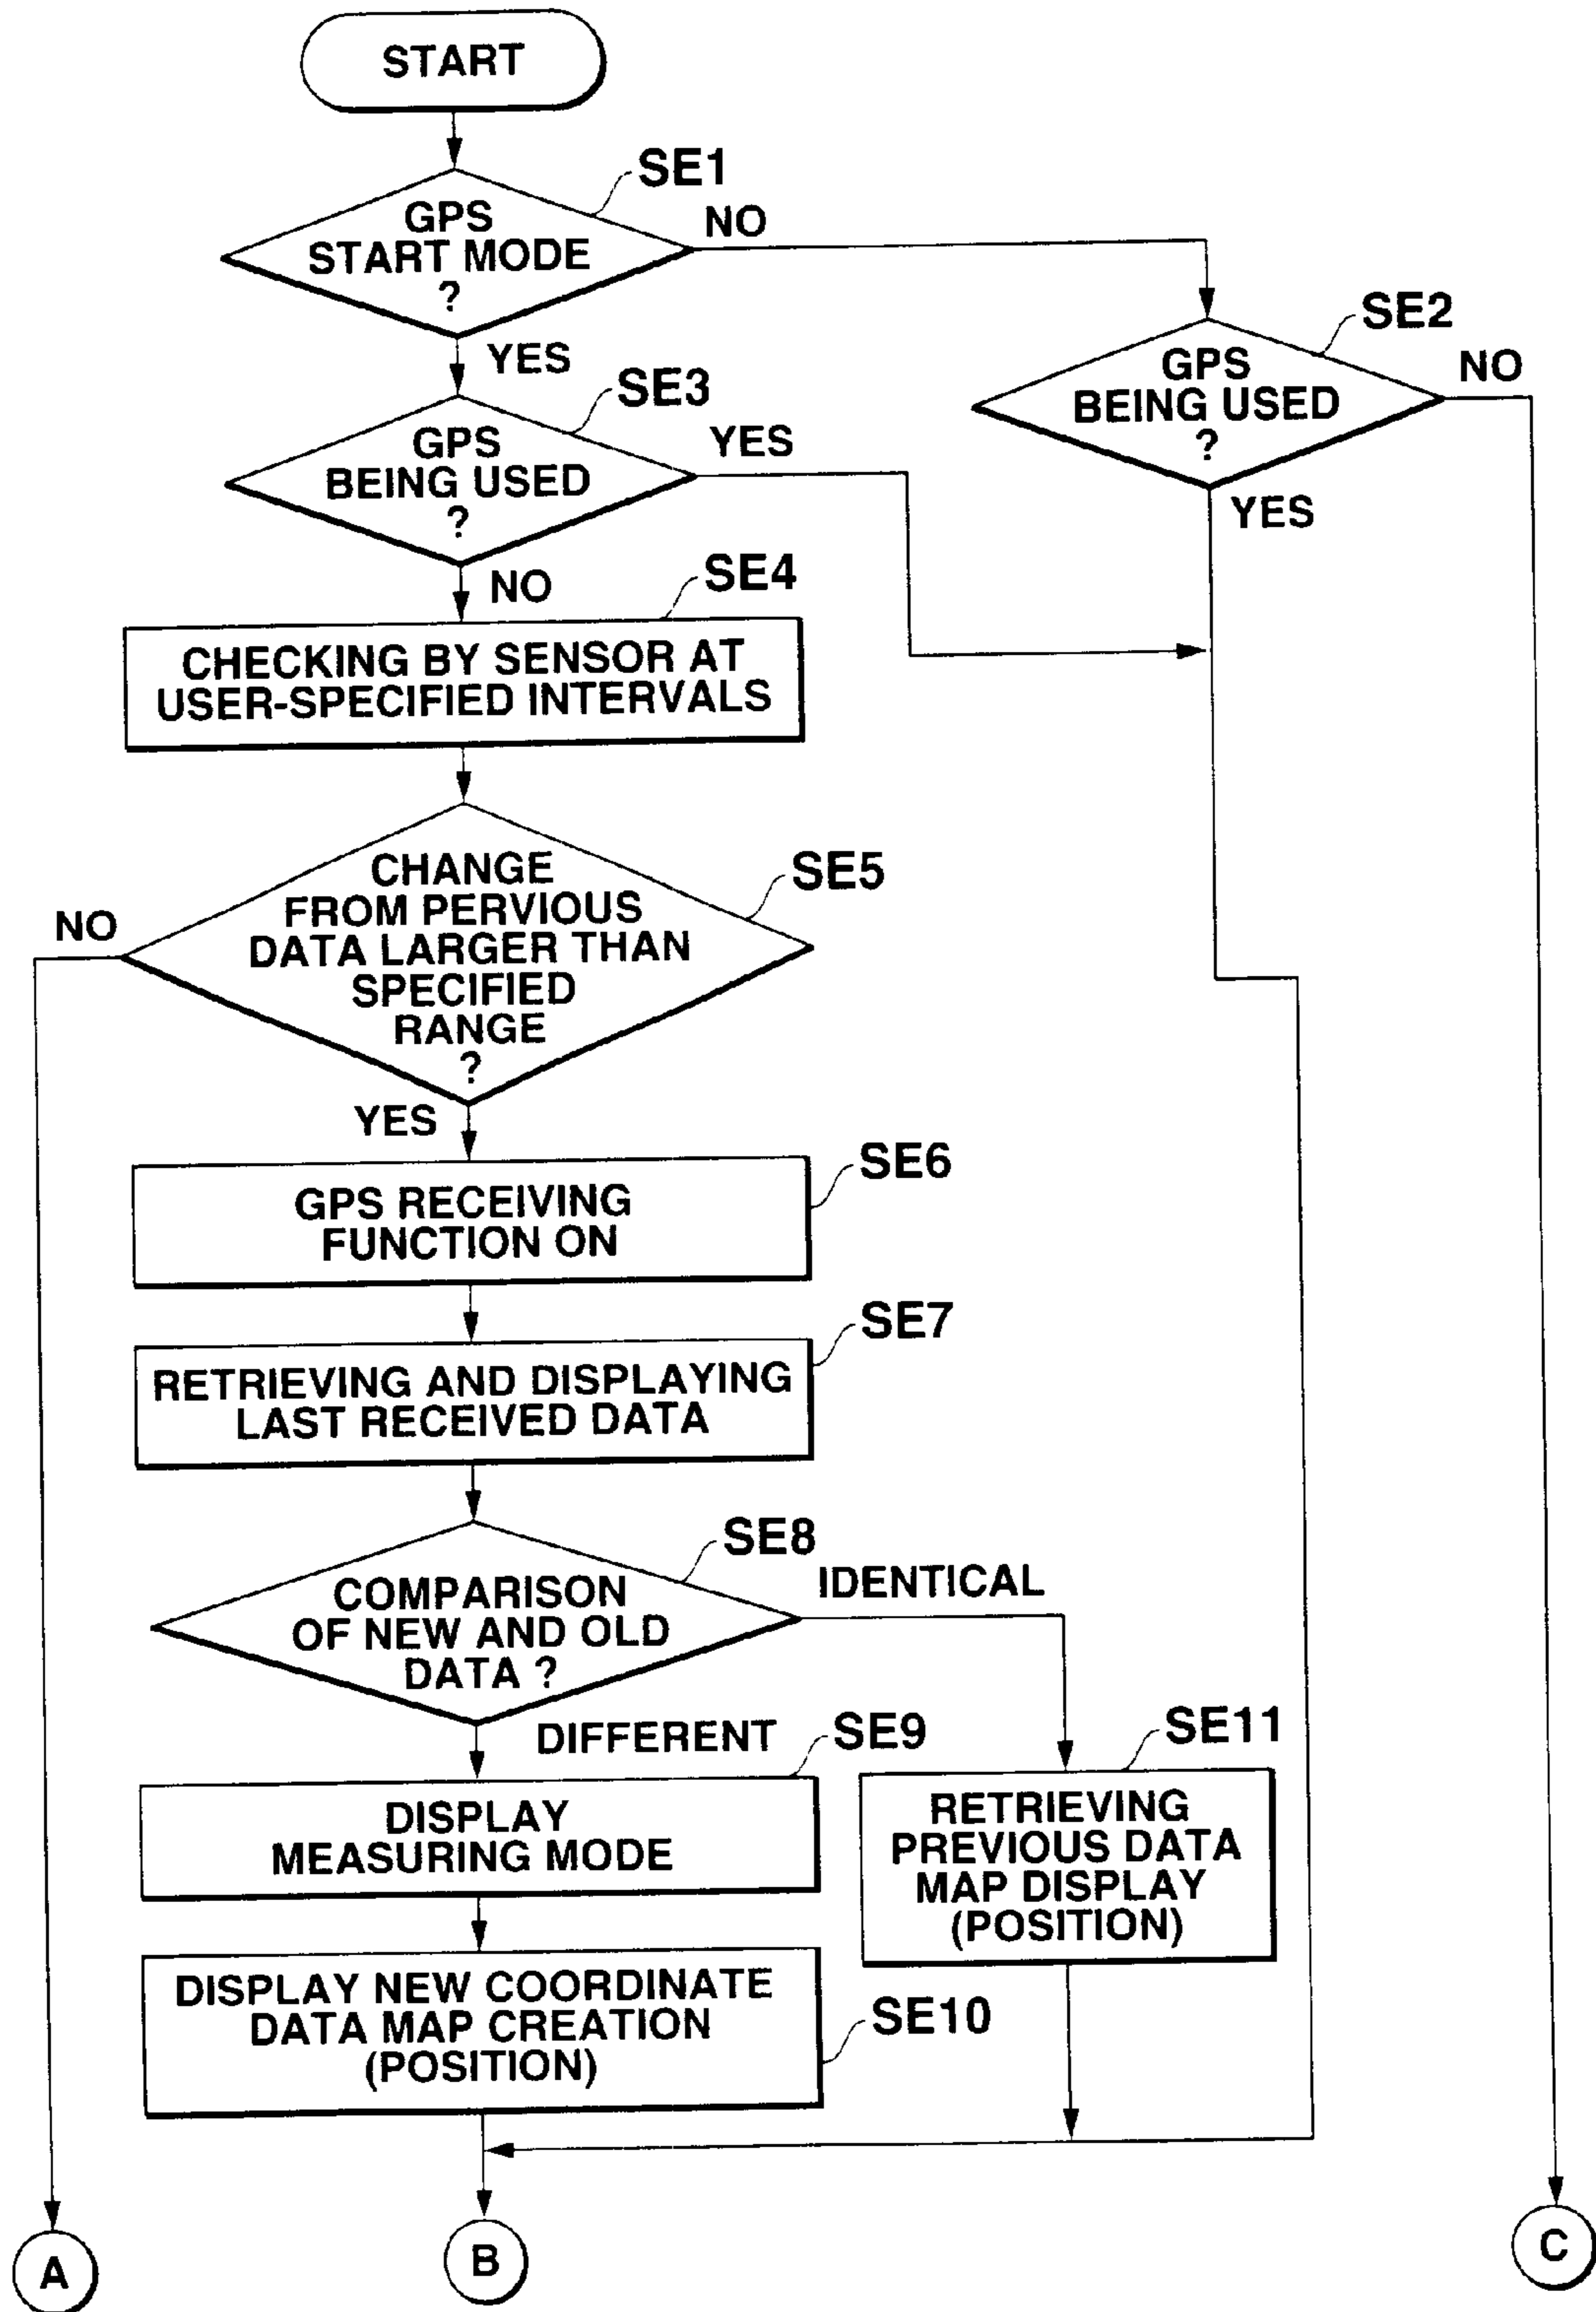 START
SE1
GPS
START MODE
?
NO
YES
SE2
GPS
BEING USED
?
NO
YES
SE3
GPS
BEING USED
?
YES
NO
SE4
CHECKING BY SENSOR AT
USER-SPECIFIED INTERVALS
SE5
CHANGE
FROM PERVIOUS
DATA LARGER THAN
SPECIFIED
RANGE
?
NO
YES
SE6
GPS RECEIVING
FUNCTION ON
SE7
RETRIEVING AND DISPLAYING
LAST RECEIVED DATA
SE8
COMPARISON
OF NEW AND OLD
DATA ?
IDENTICAL
DIFFERENT
SE9
DISPLAY
MEASURING MODE
SE11
RETRIEVING
PREVIOUS DATA
MAP DISPLAY
(POSITION)
DISPLAY NEW COORDINATE
DATA MAP CREATION
(POSITION)
SE10
A
B
C